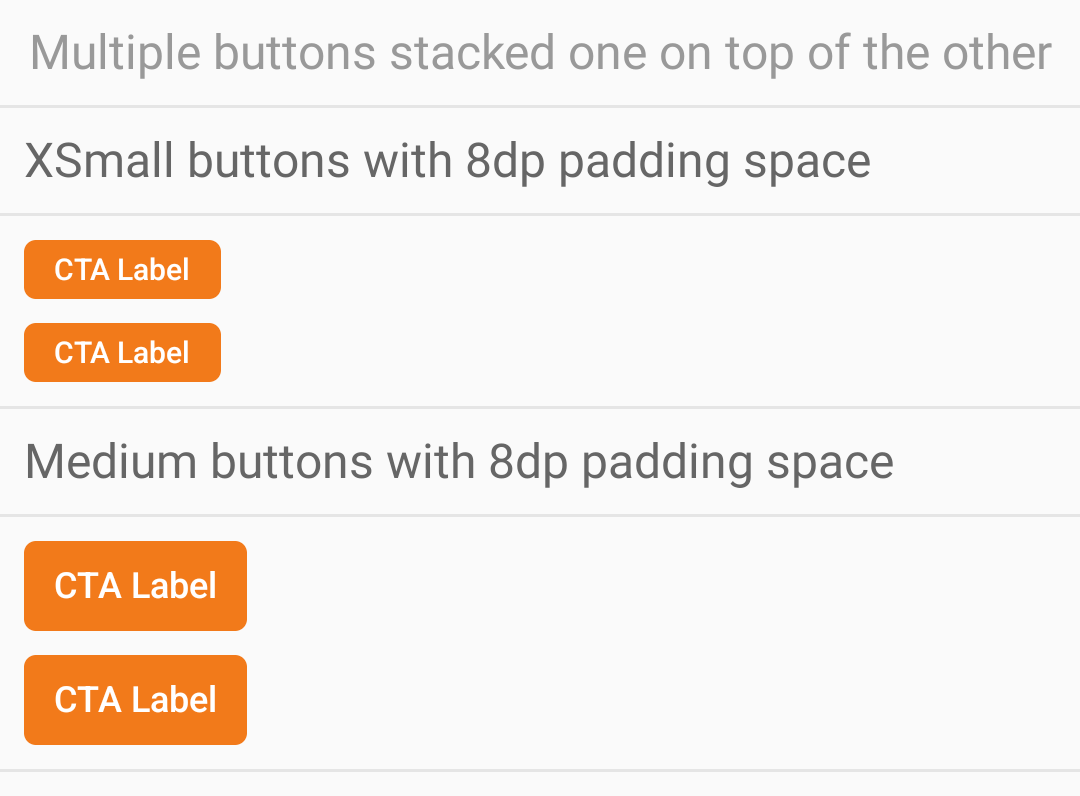 Multiple buttons stacked one on top of the other
XSmall buttons with 8dp padding space
CTA Label
CTA Label
Medium buttons with 8dp padding space
CTA Label
CTA Label